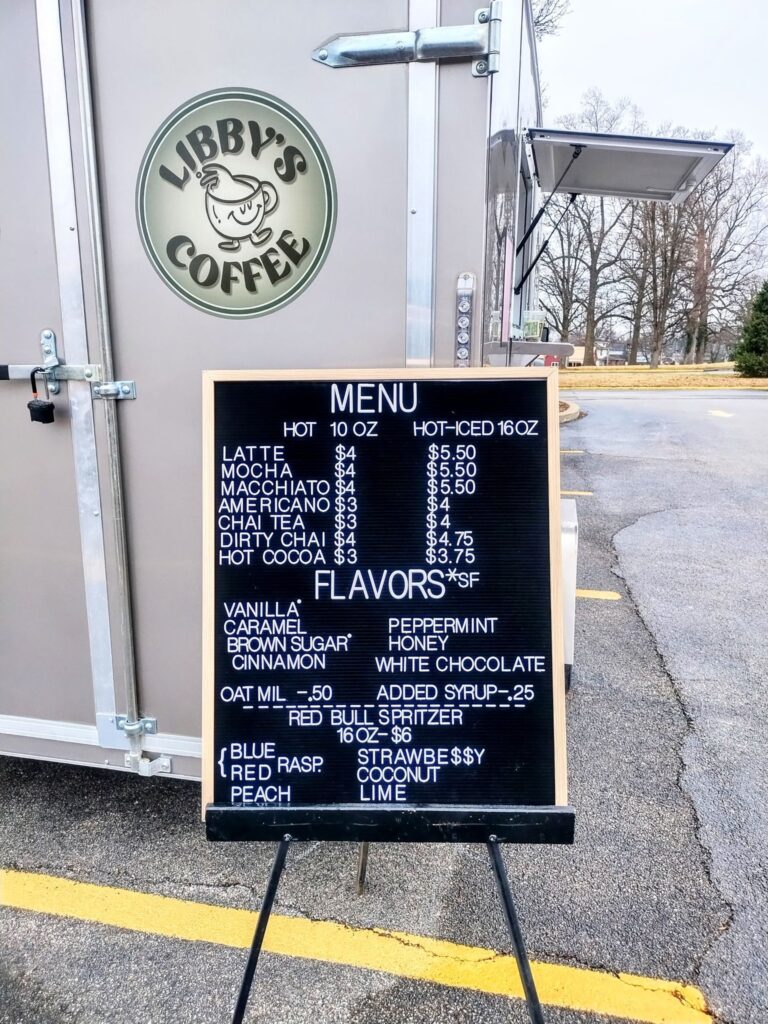 LIBBY'S
COFFEE
MENU
HOT 10 OZ HOT-ICED 16 OZ
LATTE $4 $5.50
MOCHA $4 $5.50
MACCHIATO $4 $5.50
AMERICANO $3 $4
CHAI TEA $3 $4
DIRTY CHAI $4 $4.75
HOT COCOA $3 $3.75
FLAVORS *SF
VANILLA*
CARAMEL PEPPERMINT
BROWN SUGAR* HONEY
CINNAMON WHITE CHOCOLATE
OAT MIL -.50 ADDED SYRUP-.25
RED BULL SPRITZER
16 OZ- $6
{ BLUE RASP. STRAWBE$$Y
RED COCONUT
PEACH LIME